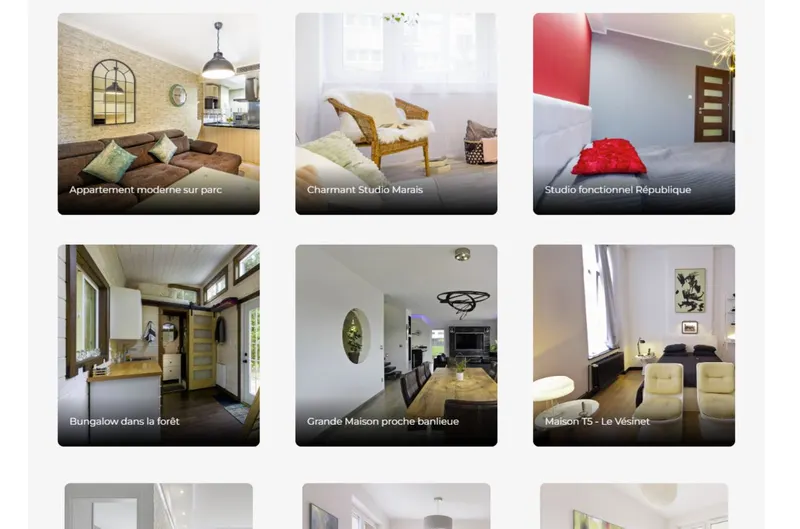 Appartement moderne sur parc
Charmant Studio Marais
Studio fonctionnel République
Bungalow dans la forêt
Grande Maison proche banlieue
Maison T5 - Le Vésinet